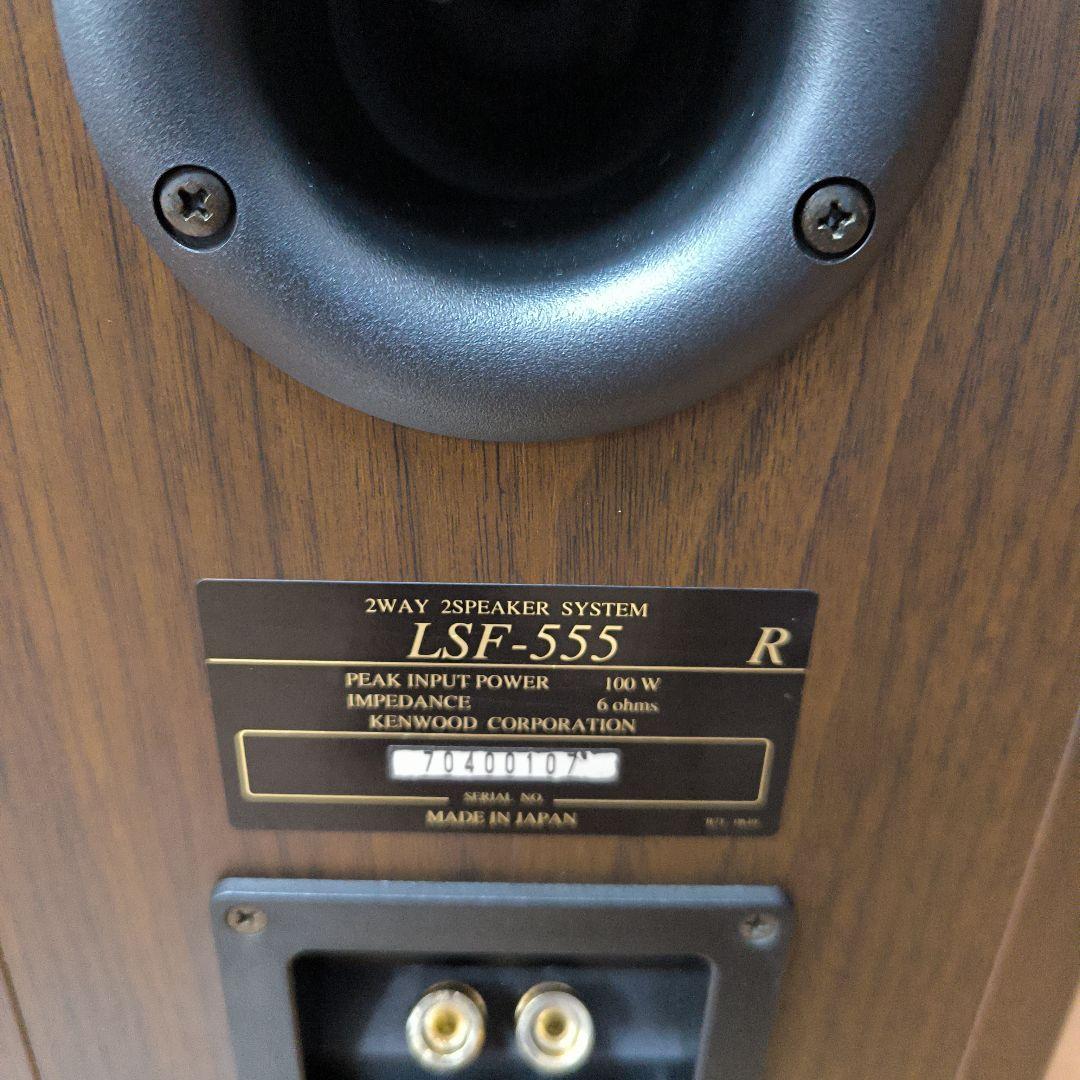 2WAY 2SPEAKER SYSTEM
LSF-555 R
PEAK INPUT POWER 100 W
IMPEDANCE 6 ohms
KENWOOD CORPORATION
70400107
SERIAL NO.
MADE IN JAPAN